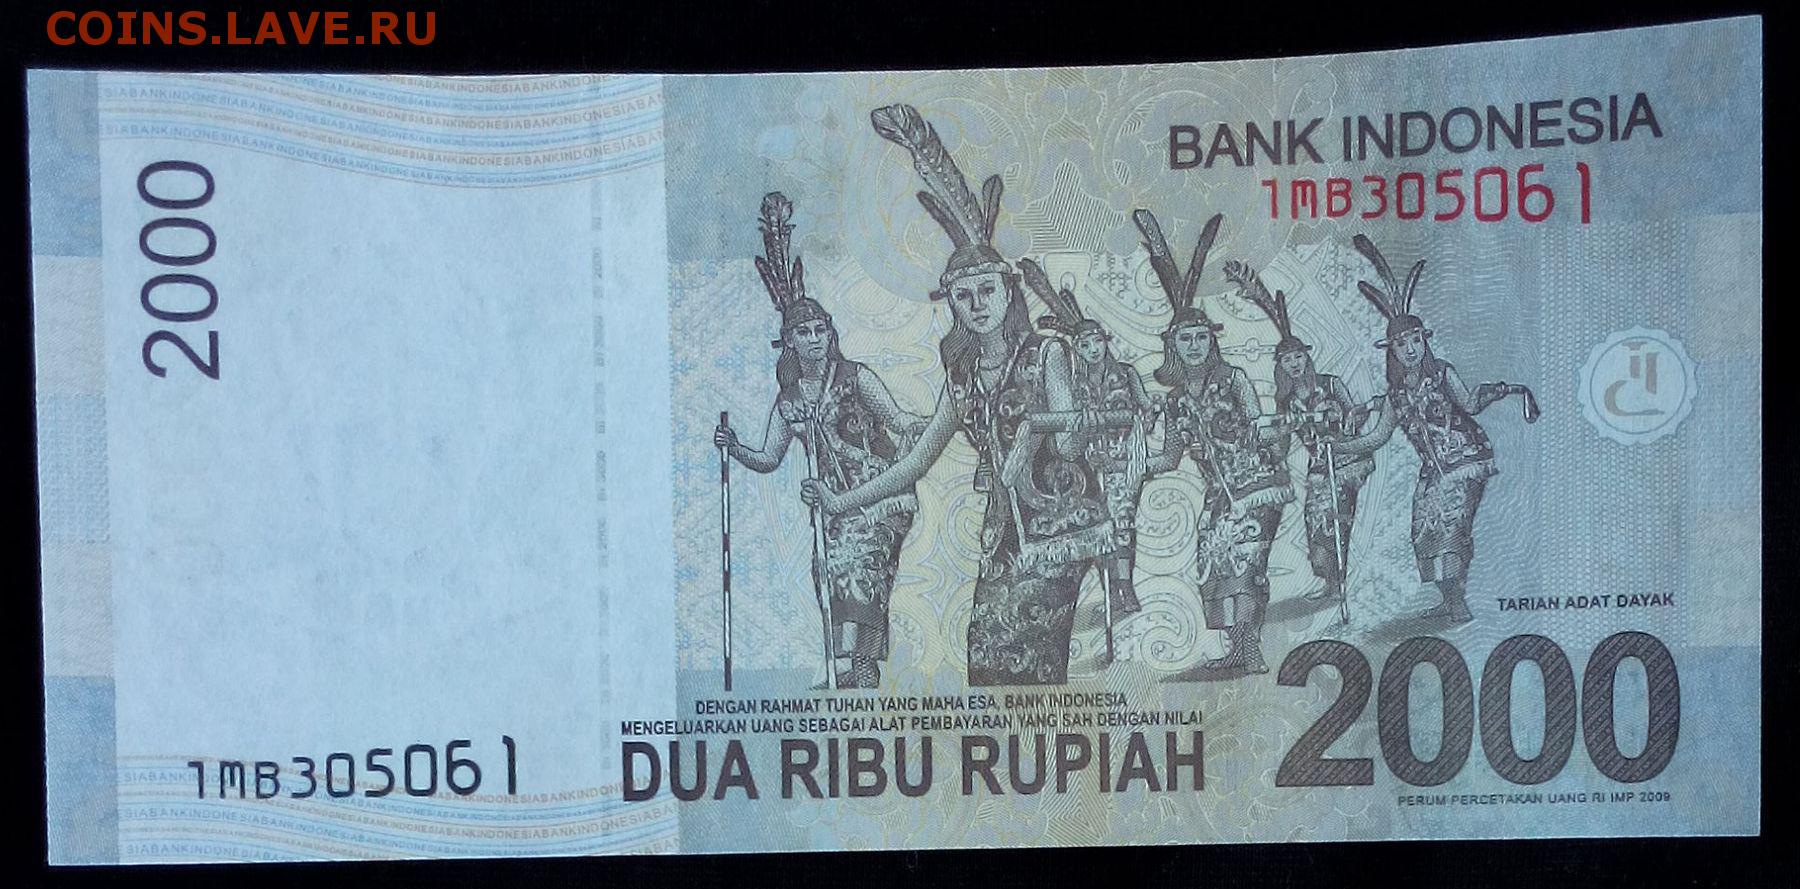 COINS.LAVE.RU
BANK INDONESIA
1MB305061
2000
TARIAN ADAT DAYAK
2000
DENGAN RAHMAT TUHAN YANG MAHA ESA, BANK INDONESIA
MENGELUARKAN UANG SEBAGAI ALAT PEMBAYARAN YANG SAH DENGAN NILAI
DUA RIBU RUPIAH
1MB305061
PERUM PERCETAKAN UANG RI IMP 2009